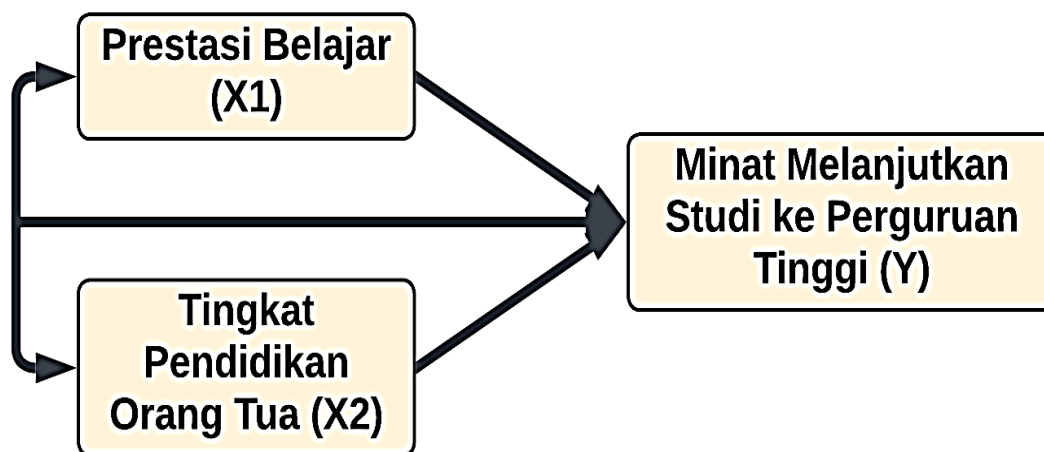 Prestasi Belajar
(X1)
Minat Melanjutkan
Studi ke Perguruan
Tinggi (Y)
Tingkat
Pendidikan
Orang Tua (X2)